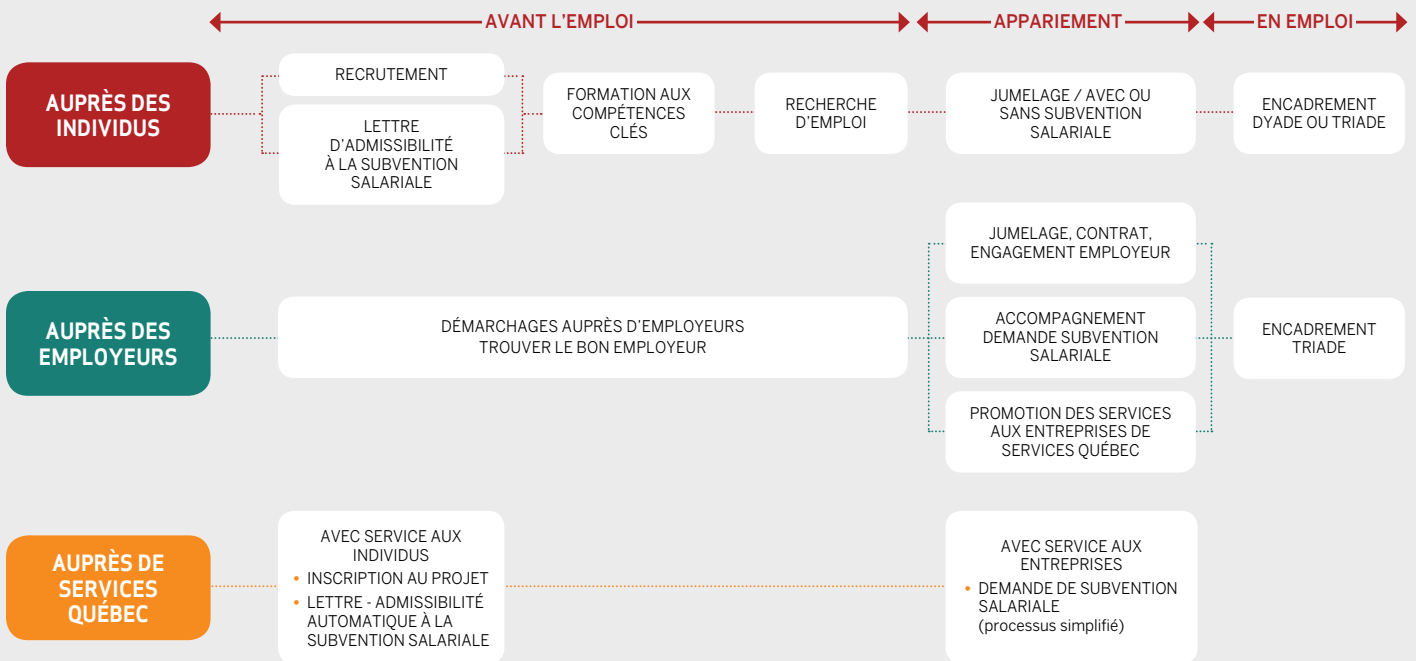 AVANT L'EMPLOI
APPARIEMENT
EN EMPLOI
AUPRÈS DES
INDIVIDUS
RECRUTEMENT
LETTRE
D'ADMISSIBILITÉ
À LA SUBVENTION
SALARIALE
FORMATION AUX
COMPÉTENCES
CLÉS
RECHERCHE
D'EMPLOI
JUMELAGE / AVEC OU
SANS SUBVENTION
SALARIALE
ENCADREMENT
DYADE OU TRIADE
AUPRÈS DES
EMPLOYEURS
DÉMARCHAGES AUPRÈS D'EMPLOYEURS
TROUVER LE BON EMPLOYEUR
JUMELAGE, CONTRAT,
ENGAGEMENT EMPLOYEUR
ACCOMPAGNEMENT
DEMANDE SUBVENTION
SALARIALE
PROMOTION DES SERVICES
AUX ENTREPRISES DE
SERVICES QUÉBEC
ENCADREMENT
TRIADE
AUPRÈS DE
SERVICES
QUÉBEC
AVEC SERVICE AUX
INDIVIDUS
• INSCRIPTION AU PROJET
• LETTRE - ADMISSIBILITÉ
AUTOMATIQUE À LA
SUBVENTION SALARIALE
AVEC SERVICE AUX
ENTREPRISES
• DEMANDE DE SUBVENTION
SALARIALE
(processus simplifié)